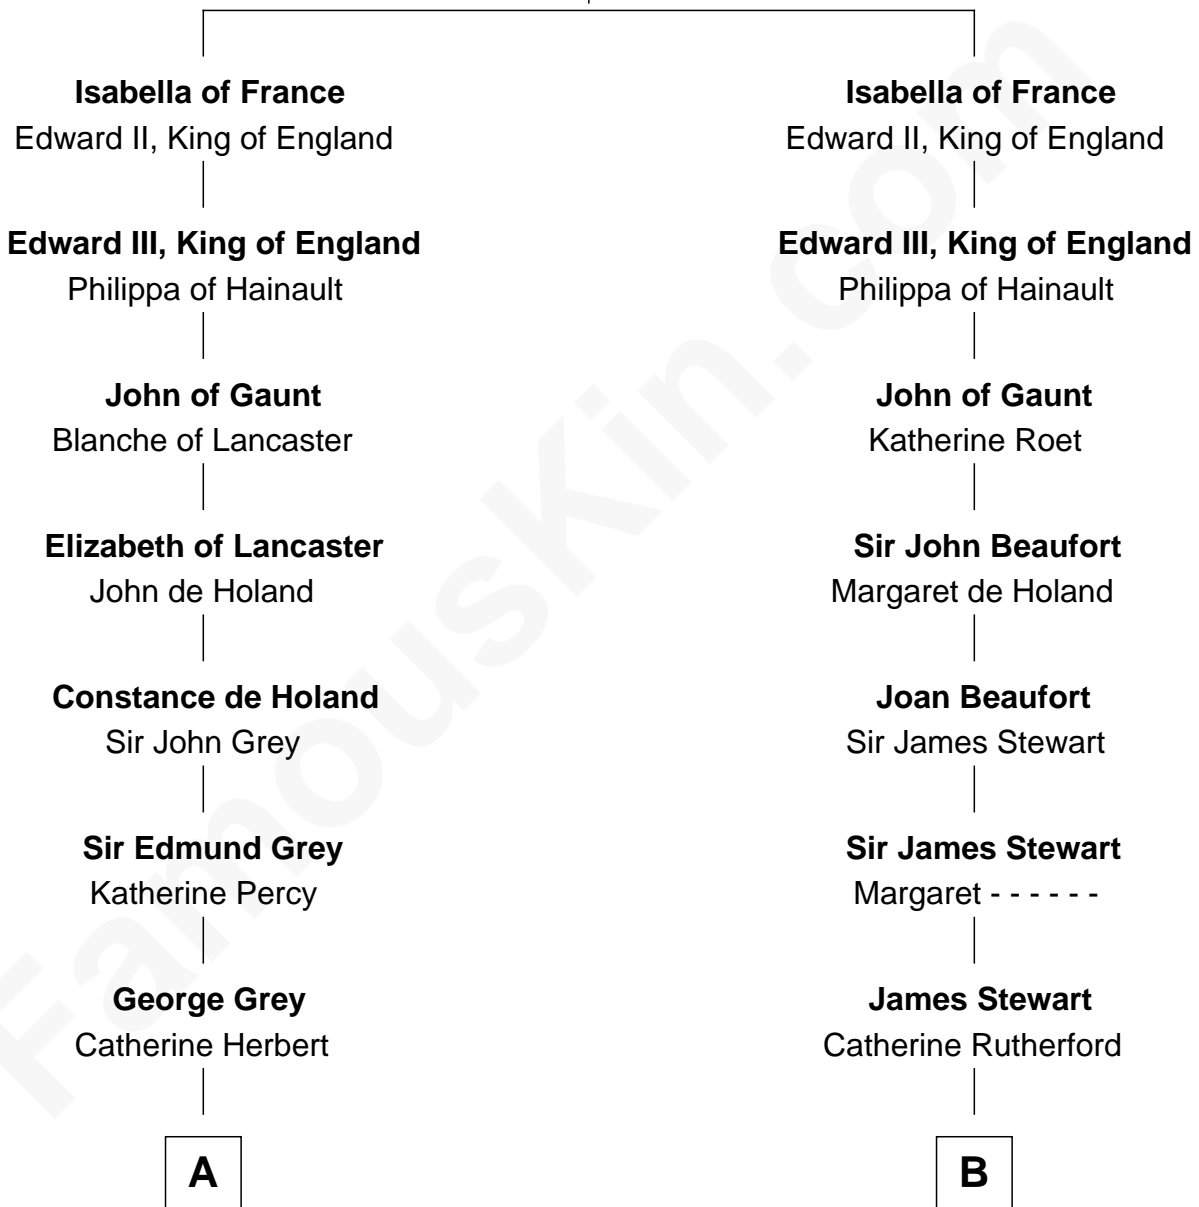 Isabella of France
Edward II, King of England
Edward III, King of England
Philippa of Hainault
John of Gaunt
Blanche of Lancaster
Elizabeth of Lancaster
John de Holand
Constance de Holand
Sir John Grey
Sir Edmund Grey
Katherine Percy
George Grey
Catherine Herbert
A
Isabella of France
Edward II, King of England
Edward III, King of England
Philippa of Hainault
John of Gaunt
Katherine Roet
Sir John Beaufort
Margaret de Holand
Joan Beaufort
Sir James Stewart
Sir James Stewart
Margaret - - - - - -
James Stewart
Catherine Rutherford
B
FamousKin.com